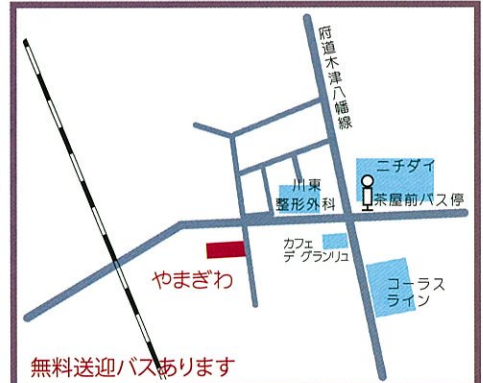 府道木津八幡線
ニチダイ
川東
整形外科
茶屋前バス停
カフェ
デ グランリュ
やまぎわ
コーラス
ライン
無料送迎バスあります